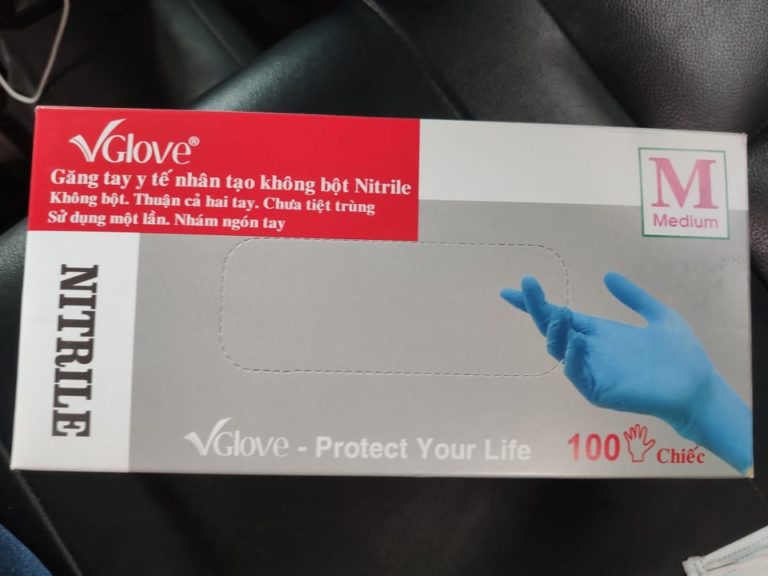 VGlove®
Găng tay y tế nhân tạo không bột Nitrile
Không bột. Thuận cả hai tay. Chưa tiệt trùng
Sử dụng một lần. Nhám ngón tay
M
Medium
NITRILE
VGlove - Protect Your Life
100 Chiếc